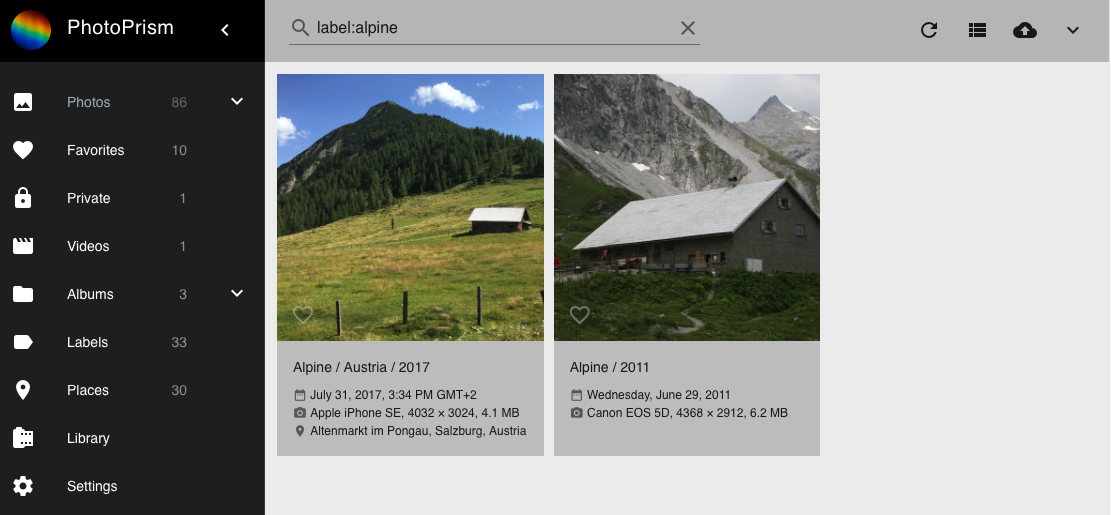 PhotoPrism
label:alpine
Photos 86
Favorites 10
Private 1
Videos 1
Albums 3
Labels 33
Places 30
Library
Settings
Alpine / Austria / 2017
July 31, 2017, 3:34 PM GMT+2
Apple iPhone SE, 4032 × 3024, 4.1 MB
Altenmarkt im Pongau, Salzburg, Austria
Alpine / 2011
Wednesday, June 29, 2011
Canon EOS 5D, 4368 × 2912, 6.2 MB